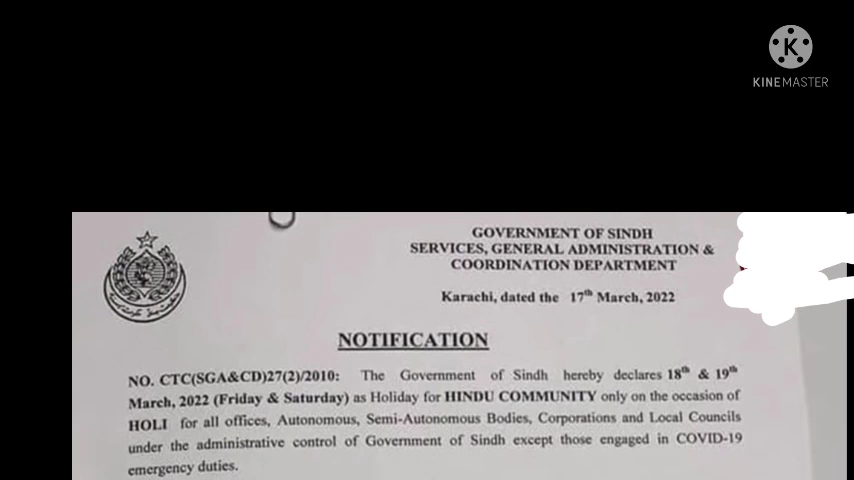 K
KINEMASTER
GOVERNMENT OF SINDH
SERVICES, GENERAL ADMINISTRATION &
COORDINATION DEPARTMENT
Karachi, dated the 17th March, 2022
NOTIFICATION
NO. CTC(SGA&CD)27(2)/2010: The Government of Sindh hereby declares 18th & 19th
March, 2022 (Friday & Saturday) as Holiday for HINDU COMMUNITY only on the occasion of
HOLI for all offices, Autonomous, Semi-Autonomous Bodies, Corporations and Local Councils
under the administrative control of Government of Sindh except those engaged in COVID-19
emergency duties.